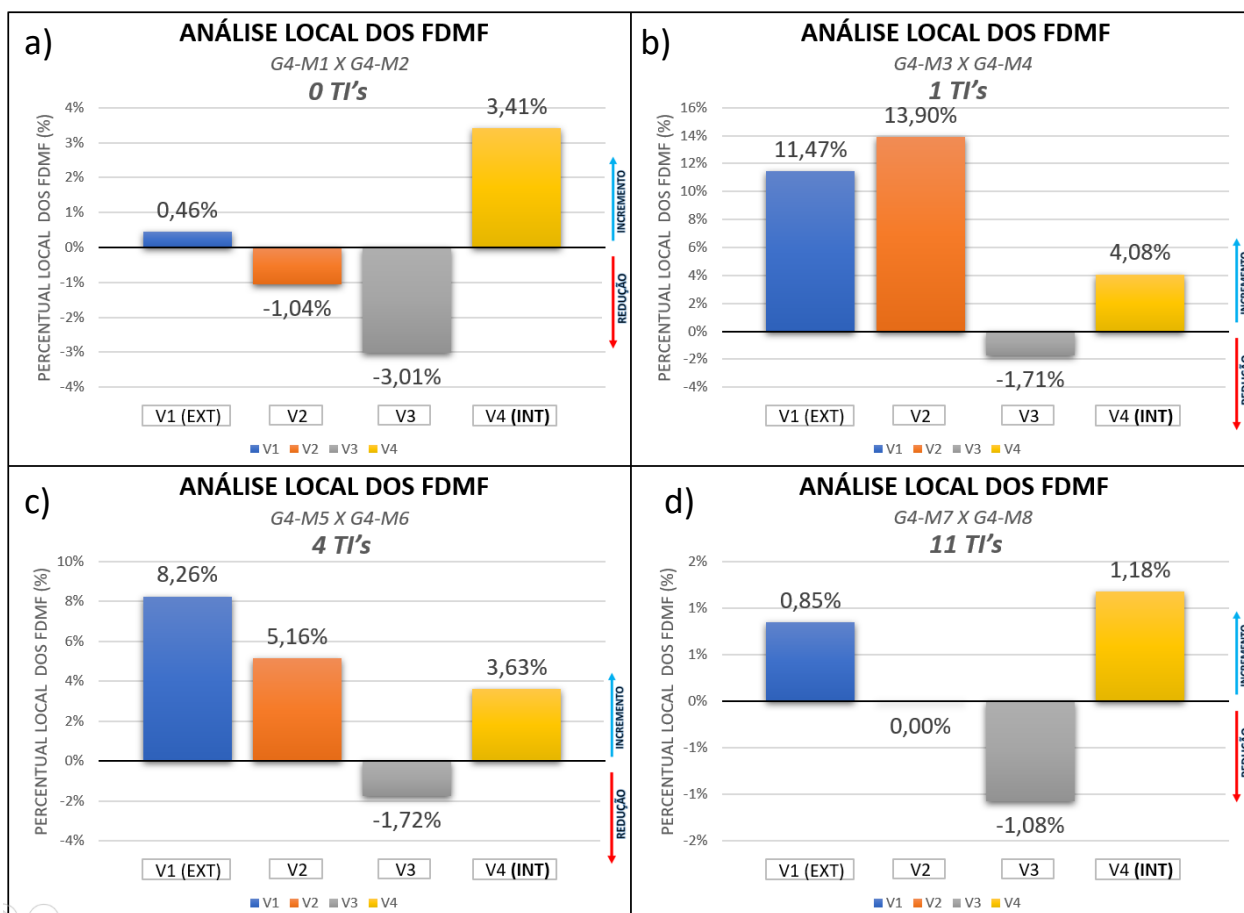 a)
ANÁLISE LOCAL DOS FDMF
G4-M1 X G4-M2
0 TI's
PERCENTUAL LOCAL DOS FDMF (%)
4%
3%
2%
1%
0%
-1%
-2%
-3%
-4%
0,46%
-1,04%
-3,01%
3,41%
INCREMENTO
REDUÇÃO
V1 (EXT)
V2
V3
V4 (INT)
V1 V2 V3 V4
b)
ANÁLISE LOCAL DOS FDMF
G4-M3 X G4-M4
1 TI's
PERCENTUAL LOCAL DOS FDMF (%)
16%
14%
12%
10%
8%
6%
4%
2%
0%
-2%
-4%
11,47%
13,90%
-1,71%
4,08%
INCREMENTO
REDUÇÃO
V1 (EXT)
V2
V3
V4 (INT)
V1 V2 V3 V4
c)
ANÁLISE LOCAL DOS FDMF
G4-M5 X G4-M6
4 TI's
PERCENTUAL LOCAL DOS FDMF (%)
10%
8%
6%
4%
2%
0%
-2%
-4%
8,26%
5,16%
-1,72%
3,63%
INCREMENTO
REDUÇÃO
V1 (EXT)
V2
V3
V4 (INT)
V1 V2 V3 V4
d)
ANÁLISE LOCAL DOS FDMF
G4-M7 X G4-M8
11 TI's
PERCENTUAL LOCAL DOS FDMF (%)
2%
1%
1%
0%
-1%
-1%
-2%
0,85%
0,00%
-1,08%
1,18%
INCREMENTO
REDUÇÃO
V1 (EXT)
V2
V3
V4 (INT)
V1 V2 V3 V4